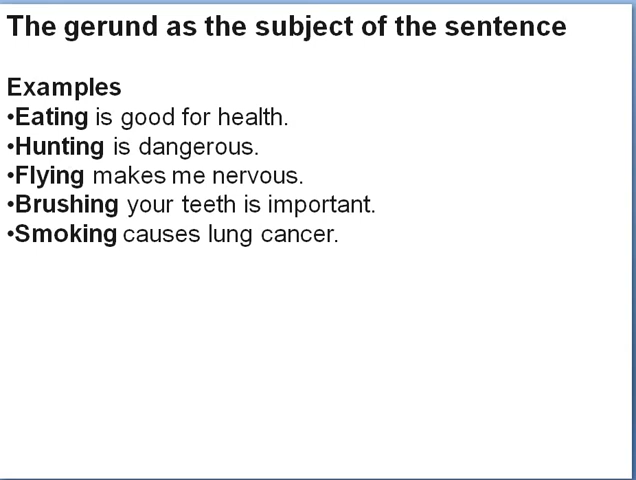 The gerund as the subject of the sentence
Examples
•Eating is good for health.
•Hunting is dangerous.
•Flying makes me nervous.
•Brushing your teeth is important.
•Smoking causes lung cancer.